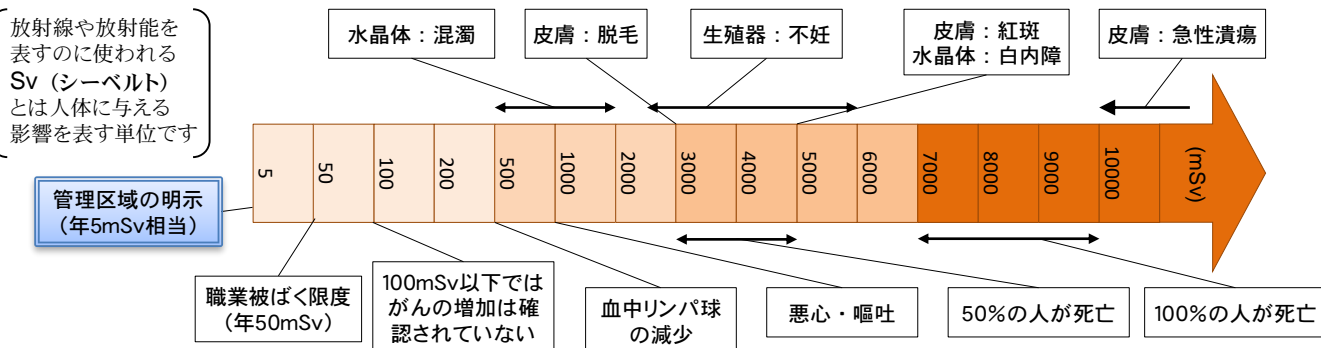 放射線や放射能を
表すのに使われる
Sv（シーベルト）
とは人体に与える
影響を表す単位です
水晶体：混濁
皮膚：脱毛
生殖器：不妊
皮膚：紅斑
水晶体：白内障
皮膚：急性潰瘍
5
50
100
200
500
1000
2000
3000
4000
5000
6000
7000
8000
9000
10000
(mSv)
管理区域の明示
（年5mSv相当）
職業被ばく限度
（年50mSv）
100mSv以下では
がんの増加は確
認されていない
血中リンパ球
の減少
悪心・嘔吐
50%の人が死亡
100%の人が死亡